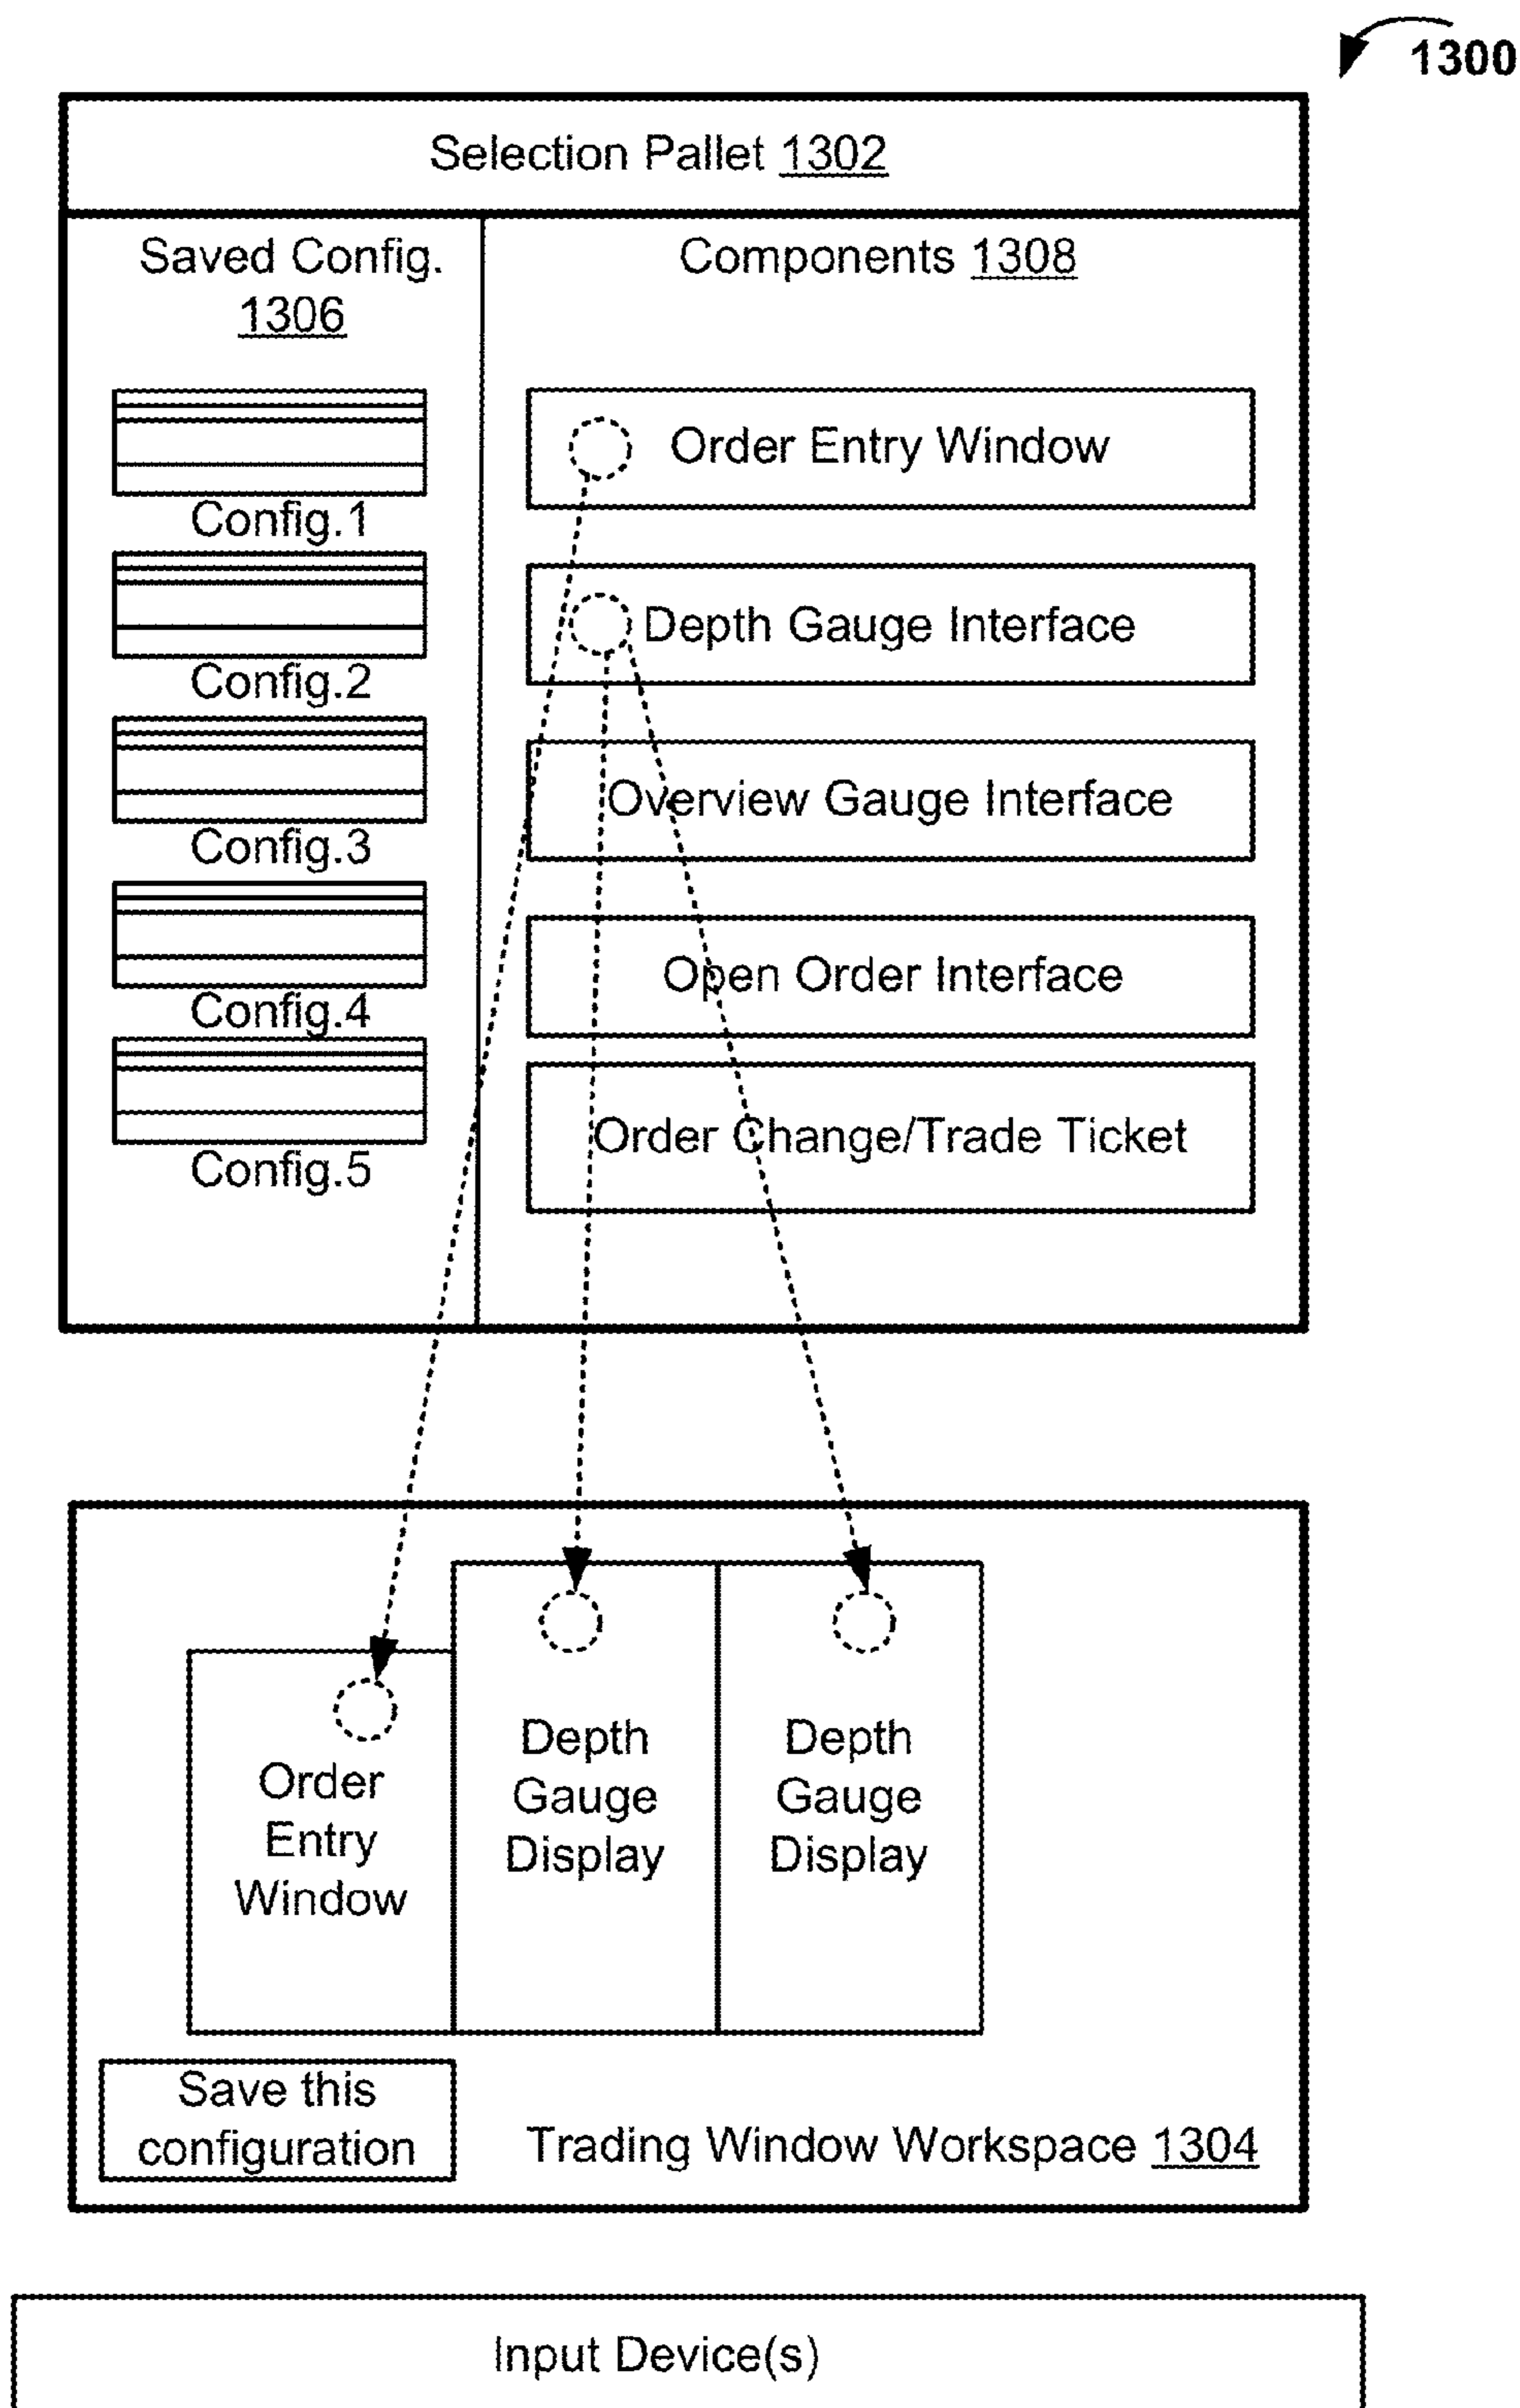 1300
Selection Pallet 1302
Saved Config.
1306
Config.1
Config.2
Config.3
Config.4
Config.5
Components 1308
Order Entry Window
Depth Gauge Interface
Overview Gauge Interface
Open Order Interface
Order Change/Trade Ticket
Order
Entry
Window
Depth
Gauge
Display
Depth
Gauge
Display
Save this
configuration
Trading Window Workspace 1304
Input Device(s)